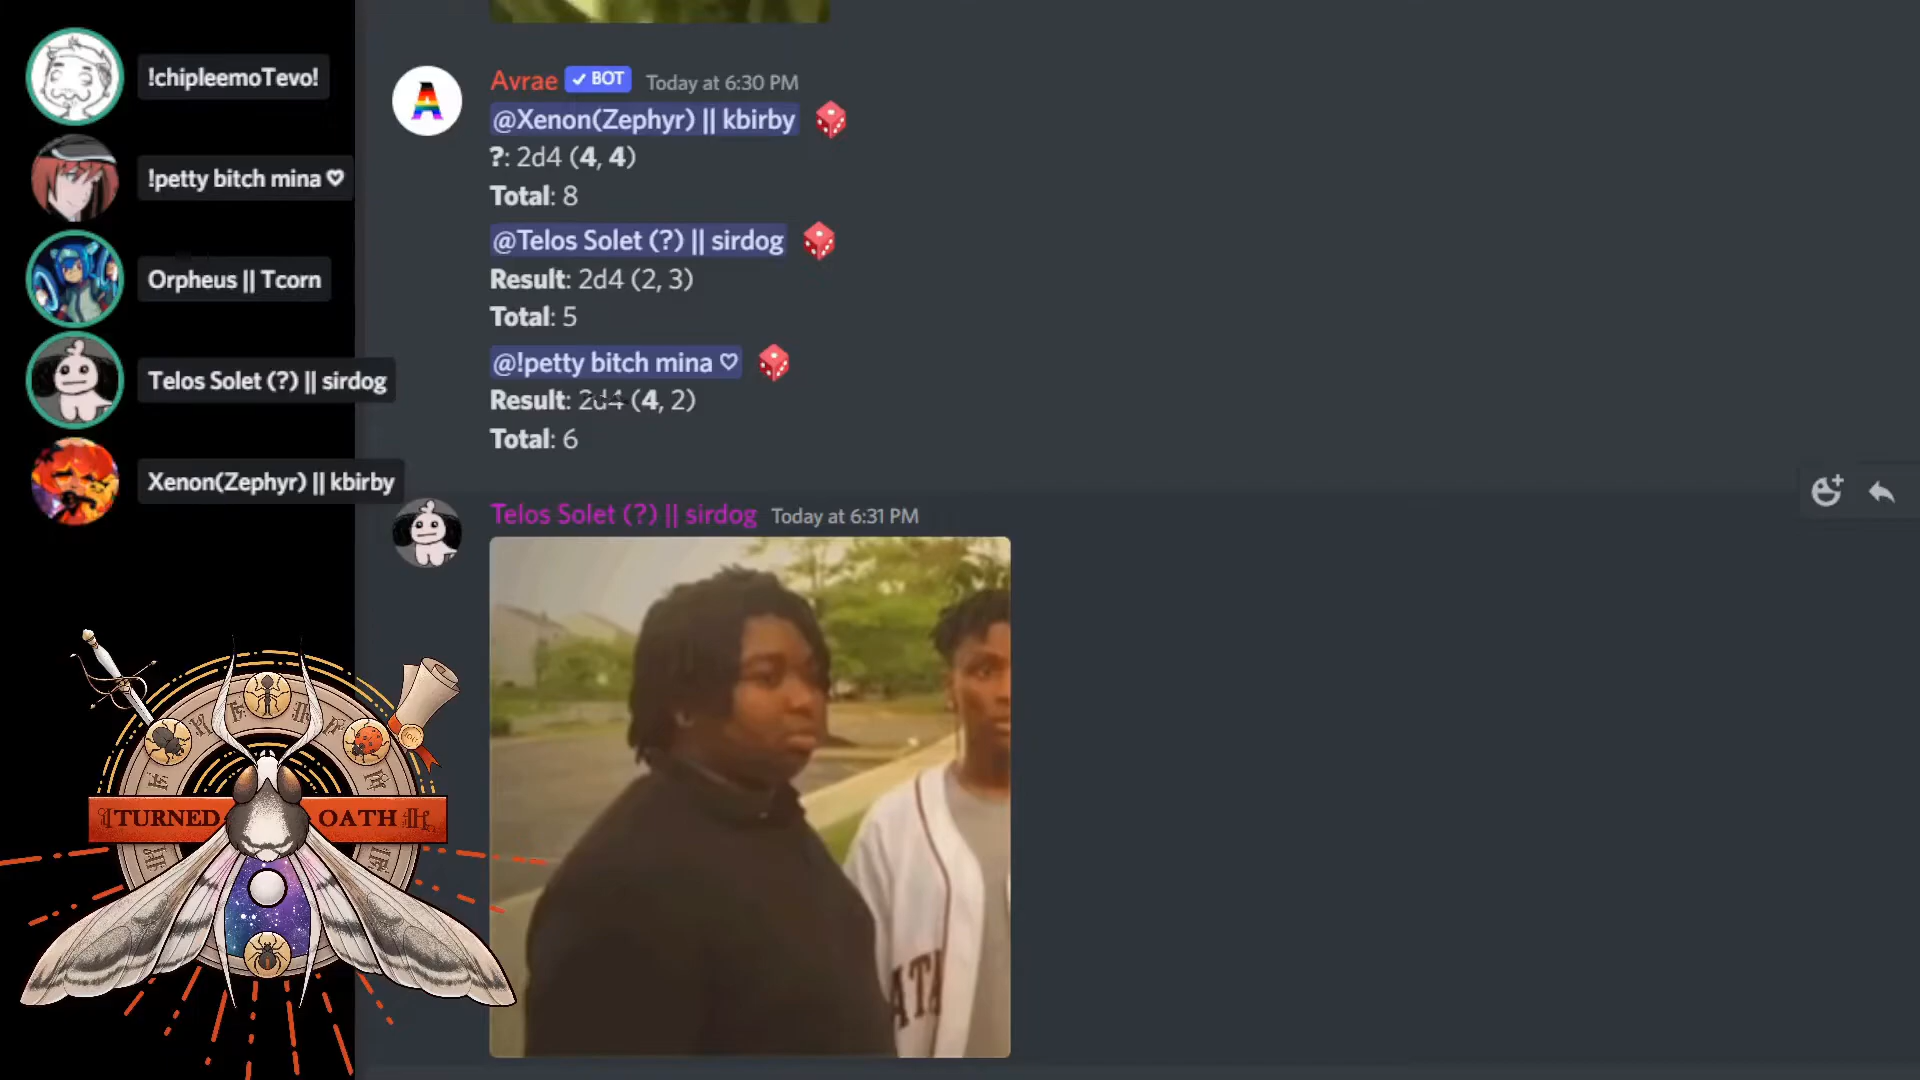 !chipleemoTevo!
!petty bitch mina ♡
Orpheus || Tcorn
Telos Solet (?) || sirdog
Xenon(Zephyr) || kbirby
TURNED OATH
A
Avrae ✓ BOT Today at 6:30 PM
@Xenon(Zephyr) || kbirby
?: 2d4 (4, 4)
Total: 8
@Telos Solet (?) || sirdog
Result: 2d4 (2, 3)
Total: 5
@!petty bitch mina ♡
Result: 2d4 (4, 2)
Total: 6
Telos Solet (?) || sirdog Today at 6:31 PM